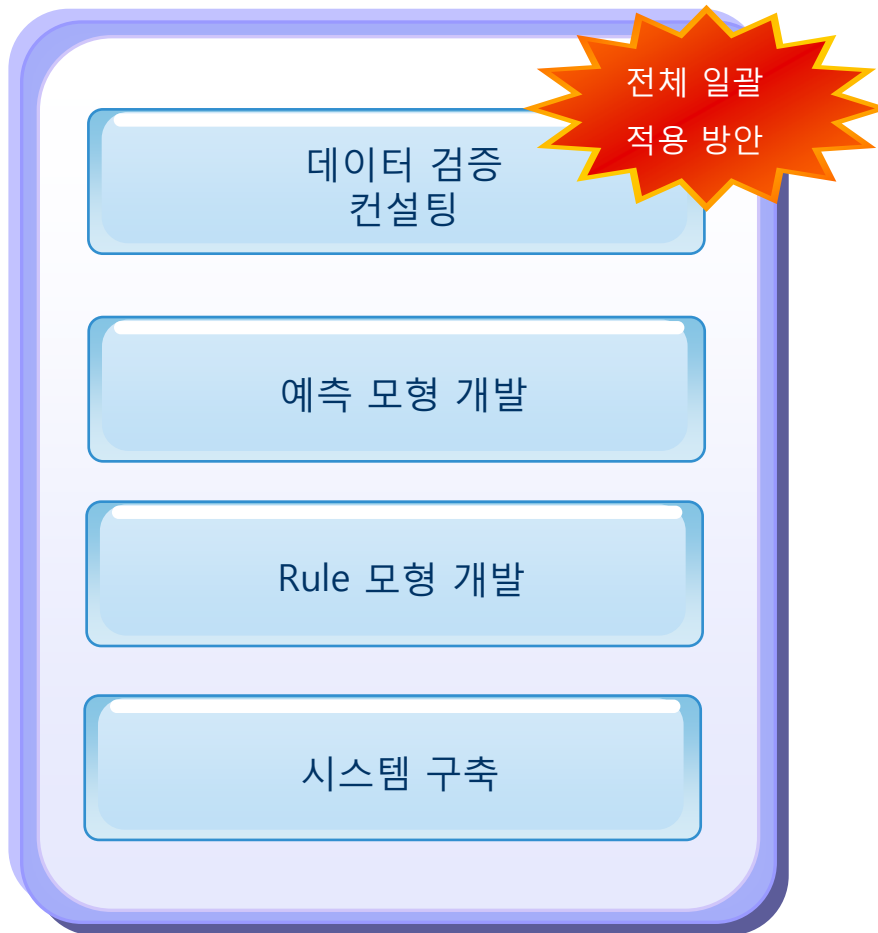 전체 일괄
적용 방안
데이터 검증
컨설팅
예측 모형 개발
Rule 모형 개발
시스템 구축